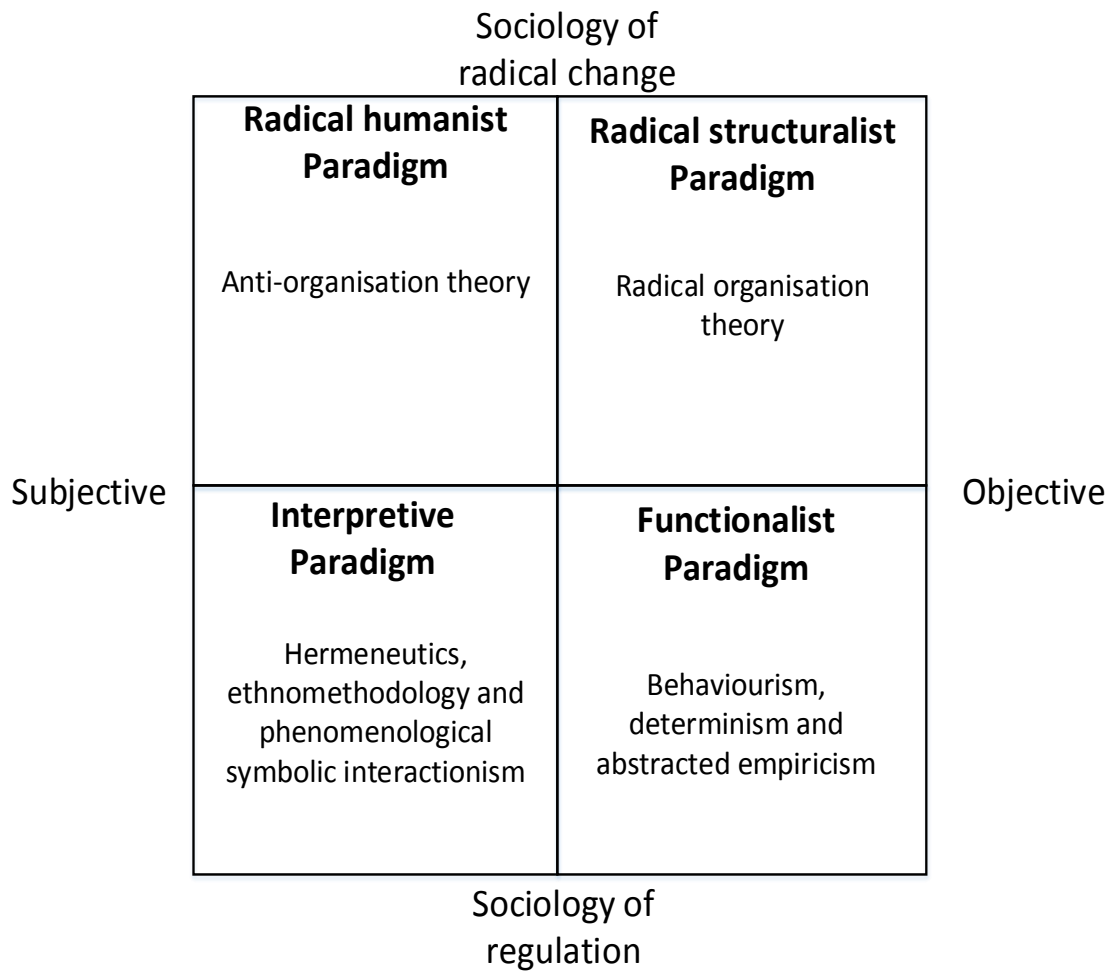 Sociology of
radical change
Radical humanist
Paradigm
Anti-organisation theory
Radical structuralist
Paradigm
Radical organisation
theory
Subjective
Objective
Interpretive
Paradigm
Hermeneutics,
ethnomethodology and
phenomenological
symbolic interactionism
Functionalist
Paradigm
Behaviourism,
determinism and
abstracted empiricism
Sociology of
regulation